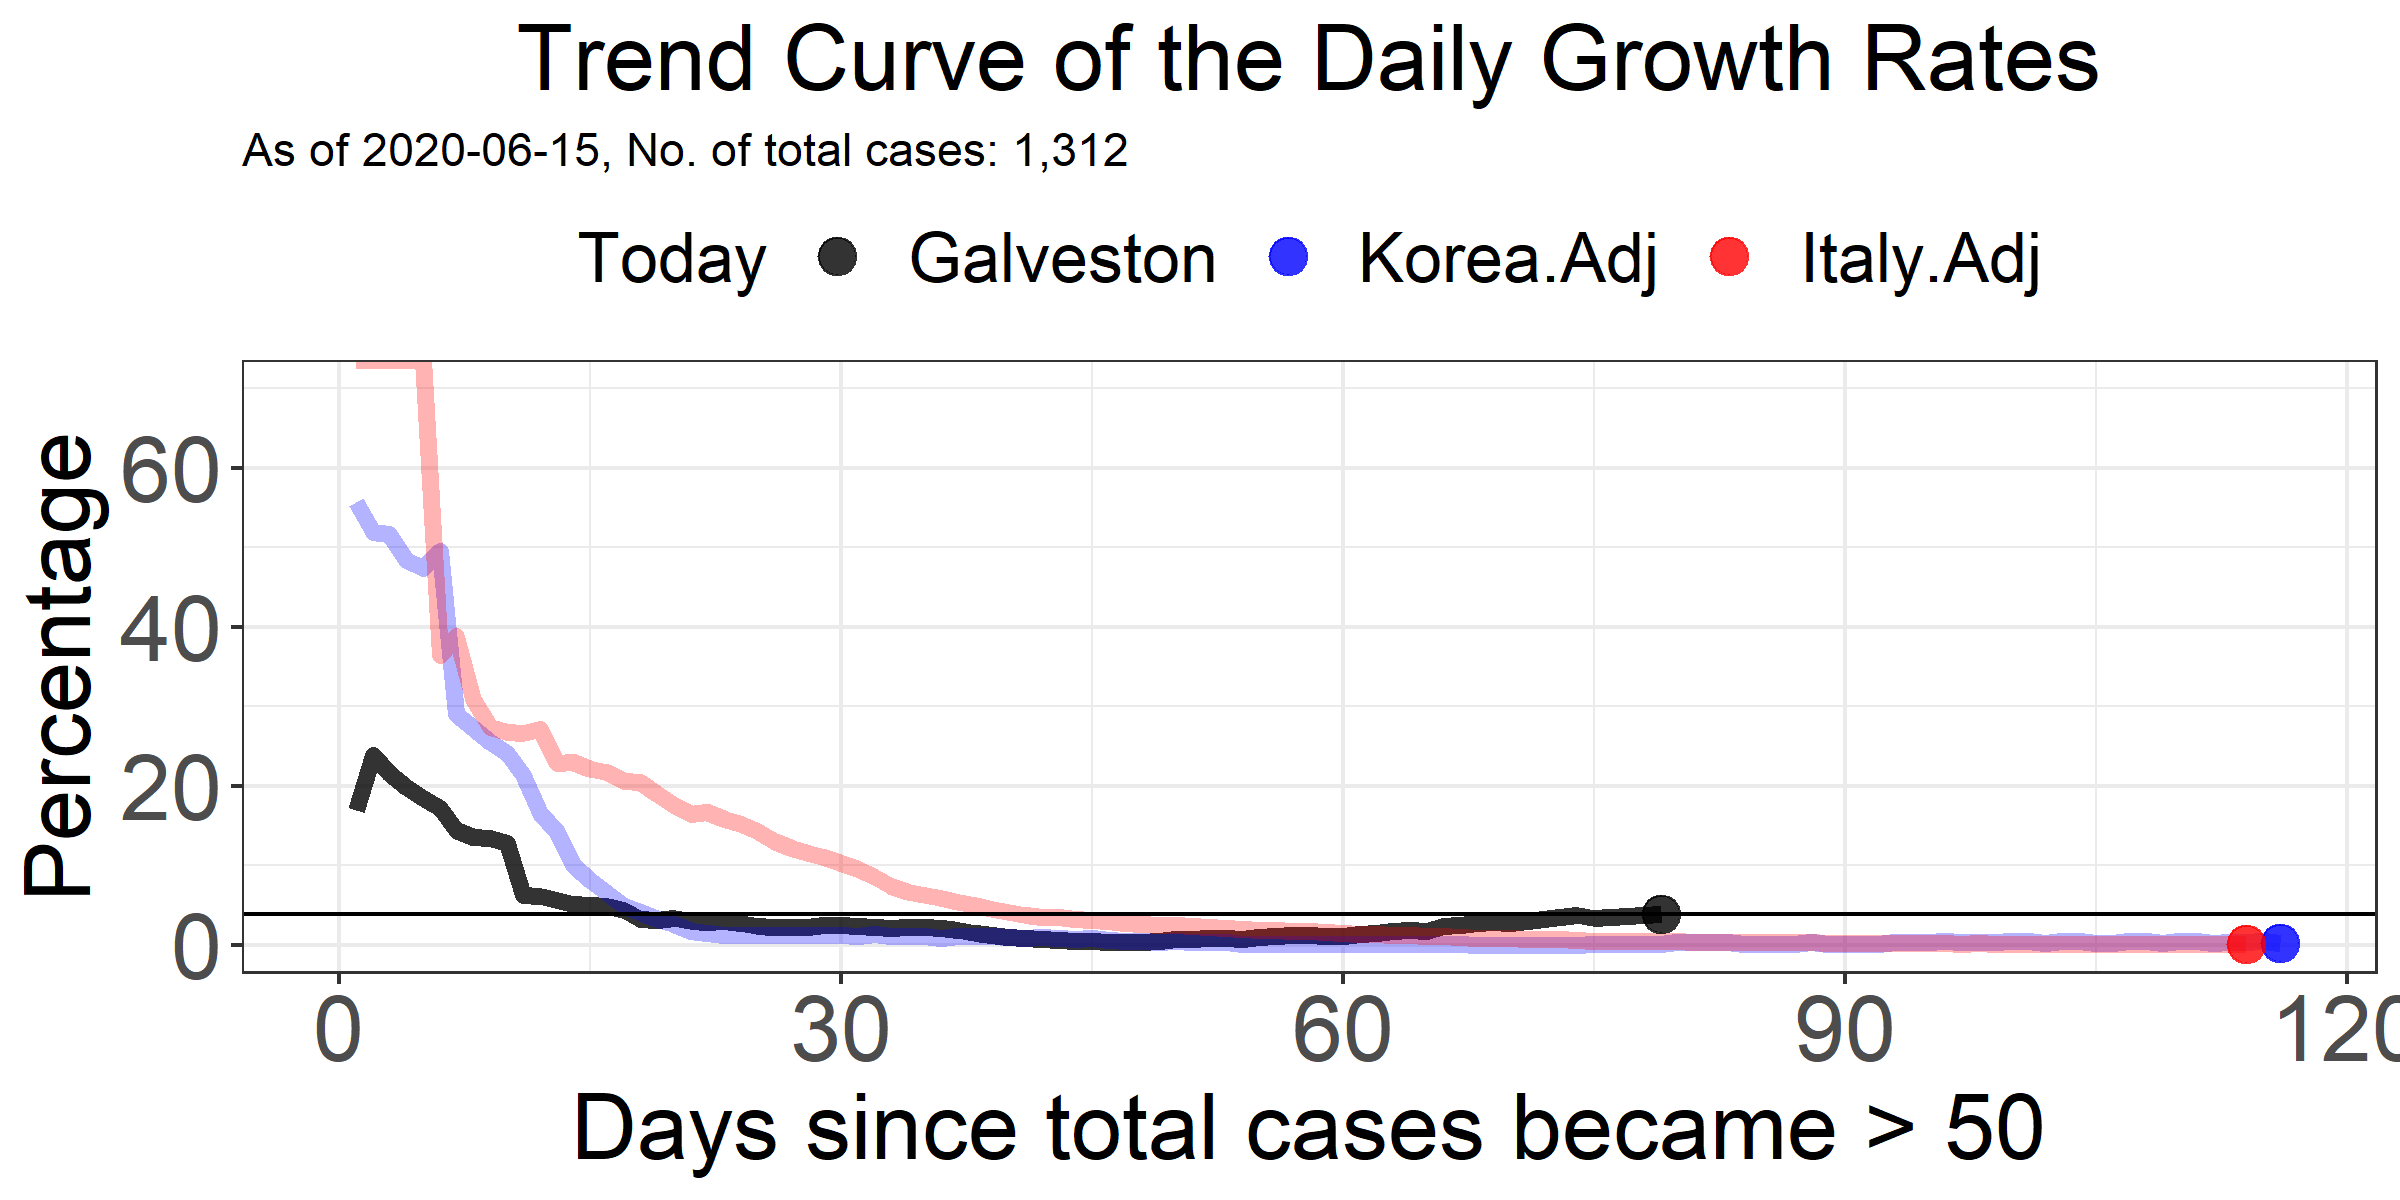 Trend Curve of the Daily Growth Rates
As of 2020-06-15, No. of total cases: 1,312
Today Galveston Korea.Adj Italy.Adj
Percentage
60
40
20
0
0 30 60 90 120
Days since total cases became > 50